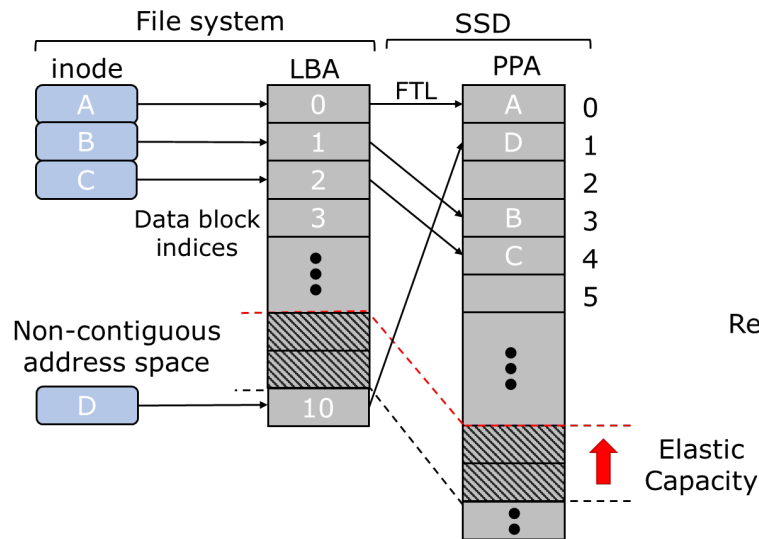 File system
SSD
inode
LBA
PPA
A
0
FTL
A
0
B
1
D
1
C
2
2
Data block
indices
3
B
3
C
4
5
Non-contiguous
address space
Re
D
10
Elastic
Capacity